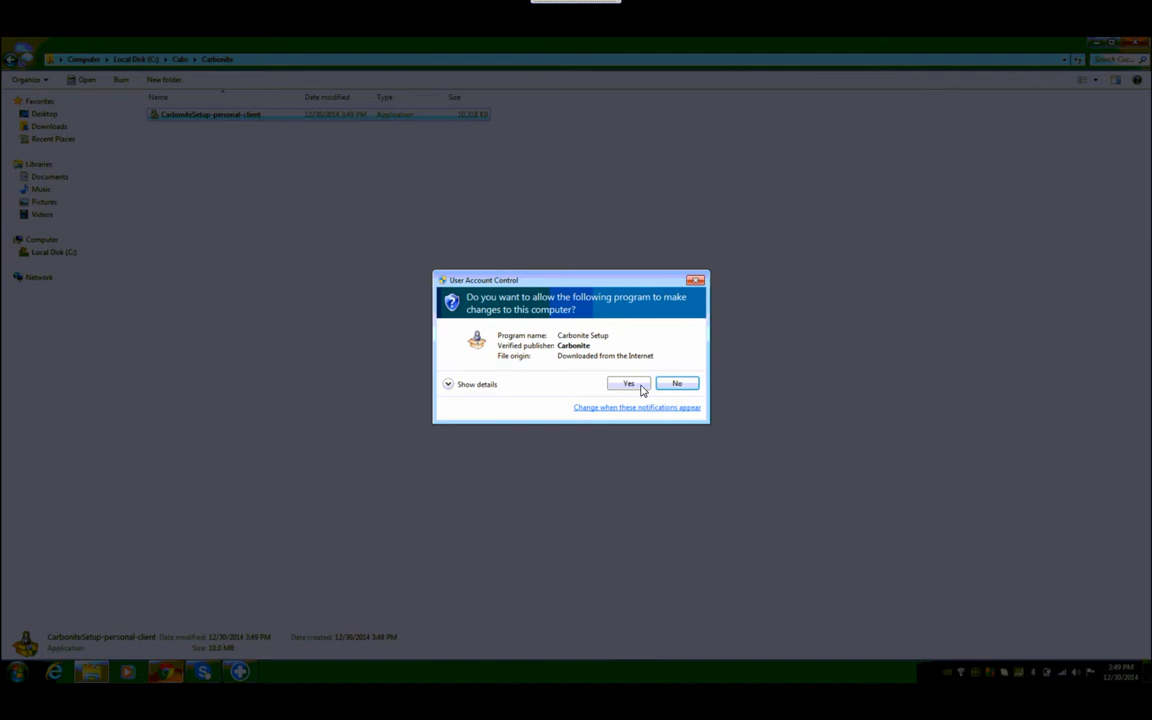 Computer Local Disk (C:) Cabs Carbonite
Organize Open Burn New folder
Name Date modified Type Size
Favorites
CarboniteSetup-personal-client 12/30/2014 3:49 PM Application 10,318 KB
Desktop
Downloads
Recent Places
Libraries
Documents
Music
Pictures
Videos
Computer
Local Disk (C:)
Network
User Account Control
Do you want to allow the following program to make
changes to this computer?
Program name: Carbonite Setup
Verified publisher: Carbonite
File origin: Downloaded from the Internet
Show details Yes No
Change when these notifications appear
CarboniteSetup-personal-client Date modified: 12/30/2014 3:49 PM Date created: 12/30/2014 3:48 PM
Application Size: 10.0 MB
3:49 PM
12/30/2014